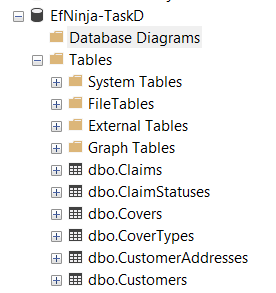 EfNinja-TaskD
Database Diagrams
Tables
System Tables
FileTables
External Tables
Graph Tables
dbo.Claims
dbo.ClaimStatuses
dbo.Covers
dbo.CoverTypes
dbo.CustomerAddresses
dbo.Customers